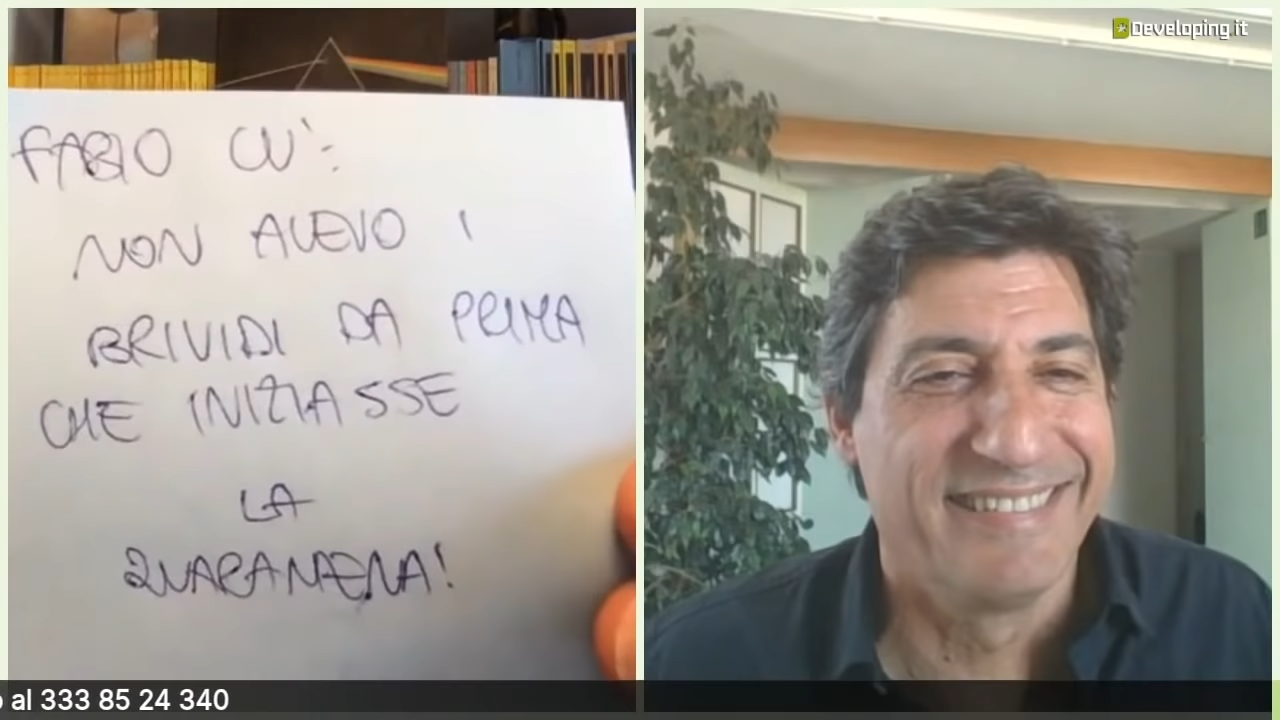 FABIO CU':
NON AVEVO I
BRIVIDI DA PRIMA
CHE INIZIASSE
LA
QUARANTENA!
Developing it
al 333 85 24 340